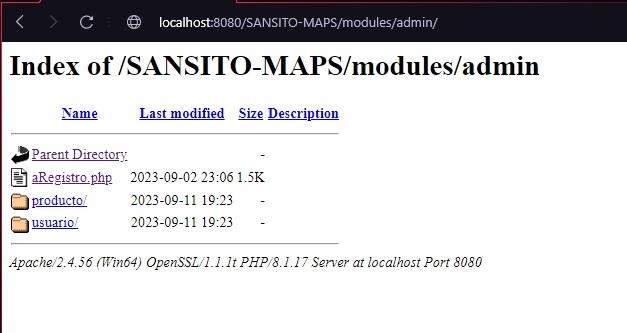 localhost:8080/SANSITO-MAPS/modules/admin/
Index of /SANSITO-MAPS/modules/admin
Name Last modified Size Description
Parent Directory -
aRegistro.php 2023-09-02 23:06 1.5K
producto/ 2023-09-11 19:23 -
usuario/ 2023-09-11 19:23 -
Apache/2.4.56 (Win64) OpenSSL/1.1.1t PHP/8.1.17 Server at localhost Port 8080